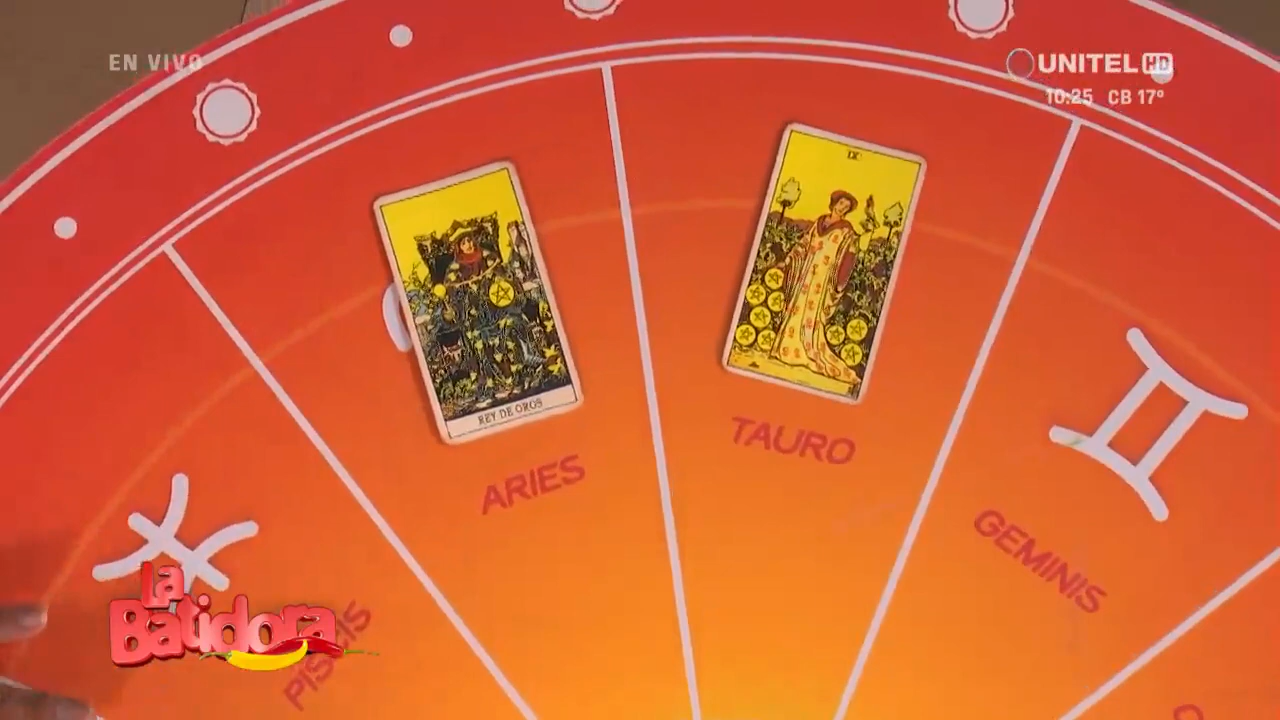 EN VIVO
UNITEL HD
10:25 CB 17°
IX
REY DE OROS
ARIES
TAURO
GEMINIS
PISCIS
La
Batidora